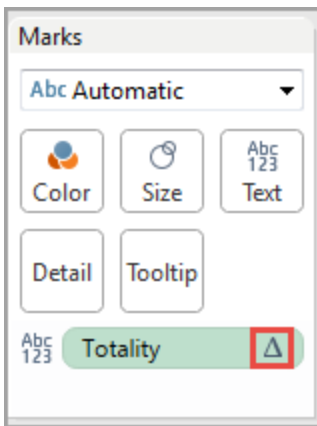 Marks
Abc Automatic
Color
Size
Abc
123
Text
Detail
Tooltip
Abc
123
Totality Δ